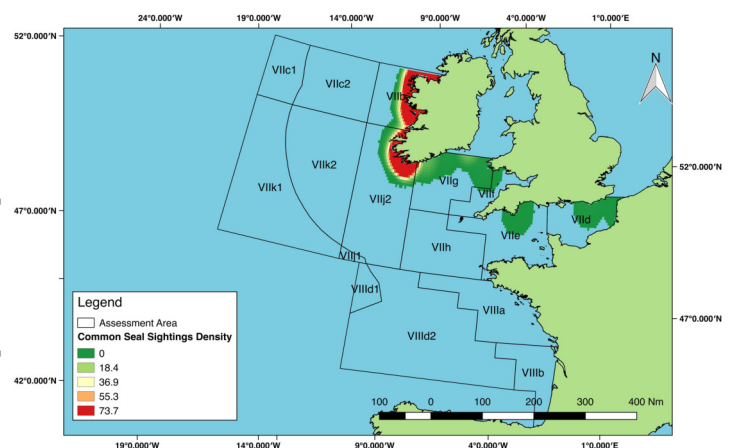 24°0.000'W 19°0.000'W 14°0.000'W 9°0.000'W 4°0.000'W 1°0.000'E
52°0.000'N
N
VIIc1
VIIc2
VIIb
52°0.000'N
VIIk2
VIIk1
VIIj2
VIIg
VIIf
47°0.000'N
VIIe
VIId
VIIh
VIIj1
VIIId1
VIIIa
47°0.000'N
VIIId2
VIIIb
Legend
Assessment Area
Common Seal Sightings Density
0
18.4
36.9
55.3
73.7
42°0.000'N
100 0 100 200 300 400 Nm
19°0.000'W 14°0.000'W 9°0.000'W 4°0.000'W 1°0.000'E